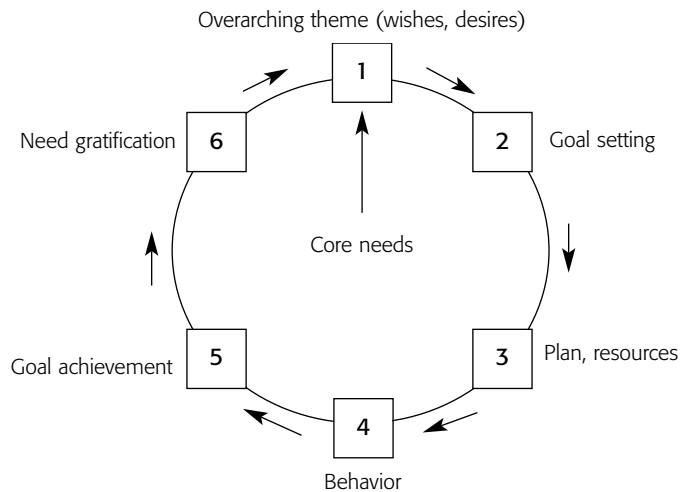 Overarching theme (wishes, desires)
1
6
2
Need gratification
Goal setting
Core needs
5
3
Goal achievement
Plan, resources
4
Behavior